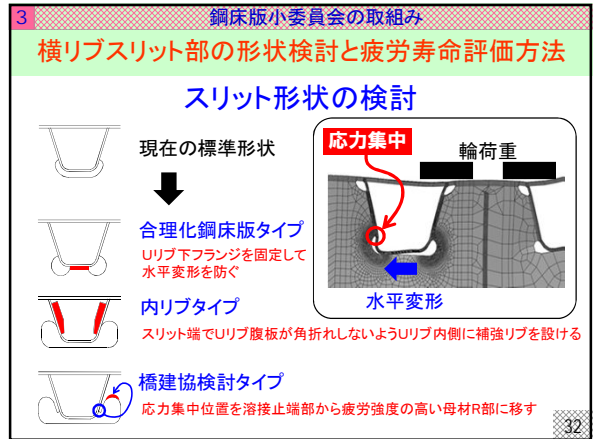 3
鋼床版小委員会の取組み
横リブスリット部の形状検討と疲労寿命評価方法
スリット形状の検討
現在の標準形状
合理化鋼床版タイプ
Uリブ下フランジを固定して
水平変形を防ぐ
内リブタイプ
スリット端でUリブ腹板が角折れしないようUリブ内側に補強リブを設ける
橋建協検討タイプ
応力集中位置を溶接止端部から疲労強度の高い母材R部に移す
応力集中
輪荷重
水平変形
32